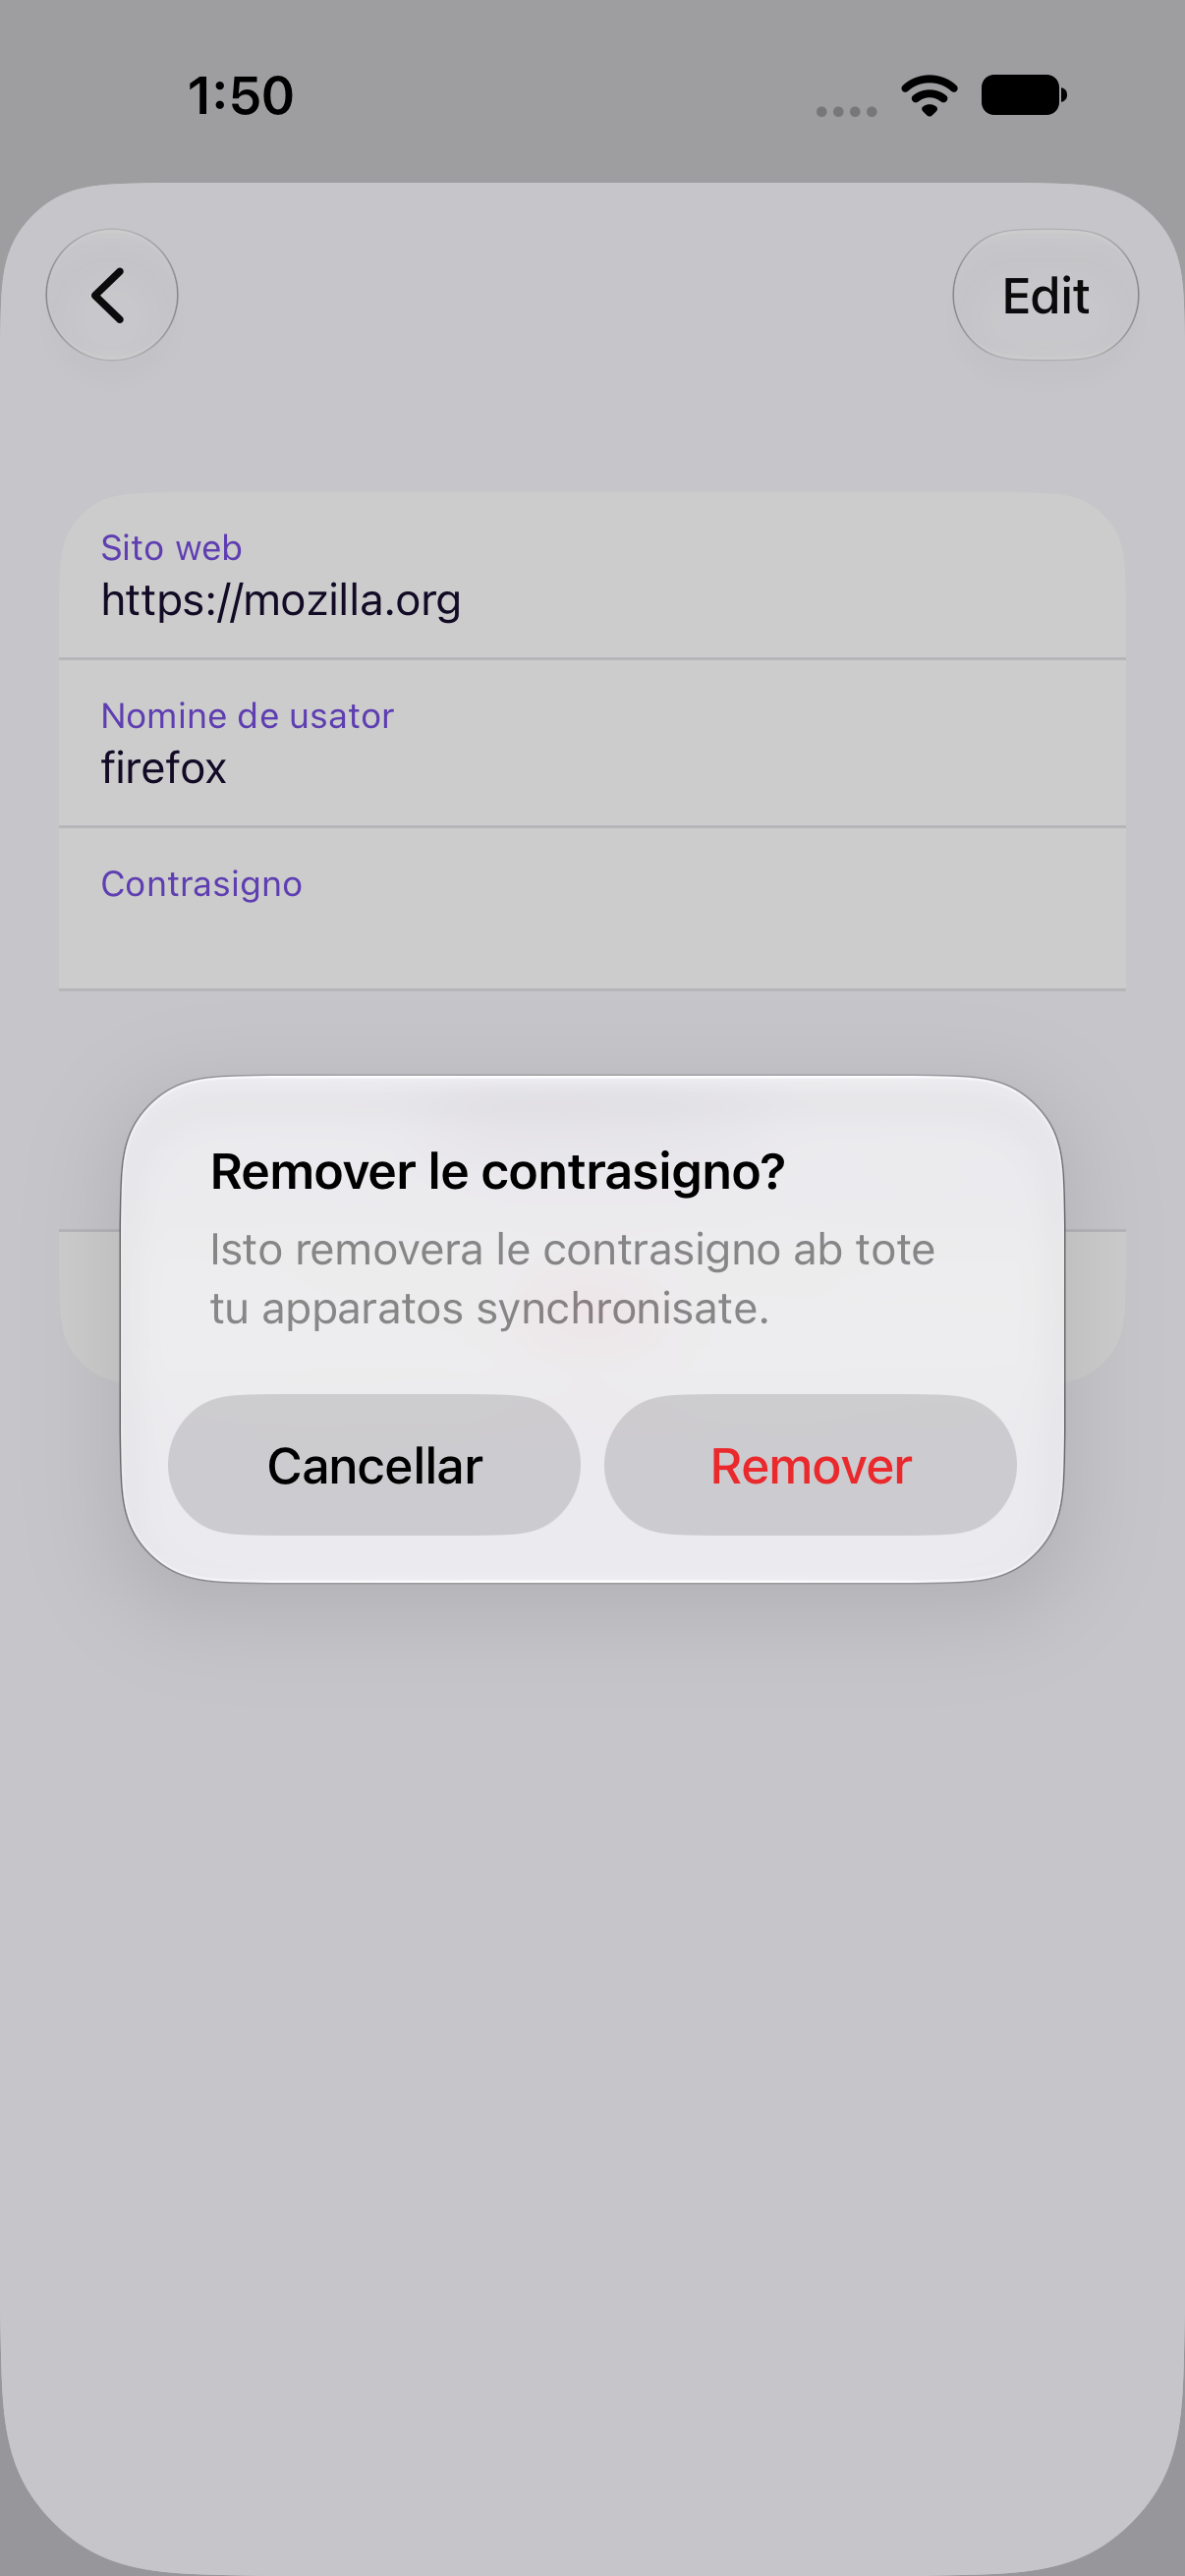 1:50
Edit
Sito web
https://mozilla.org
Nomine de usator
firefox
Contrasigno
Remover le contrasigno?
Isto removera le contrasigno ab tote
tu apparatos synchronisate.
Cancellar
Remover